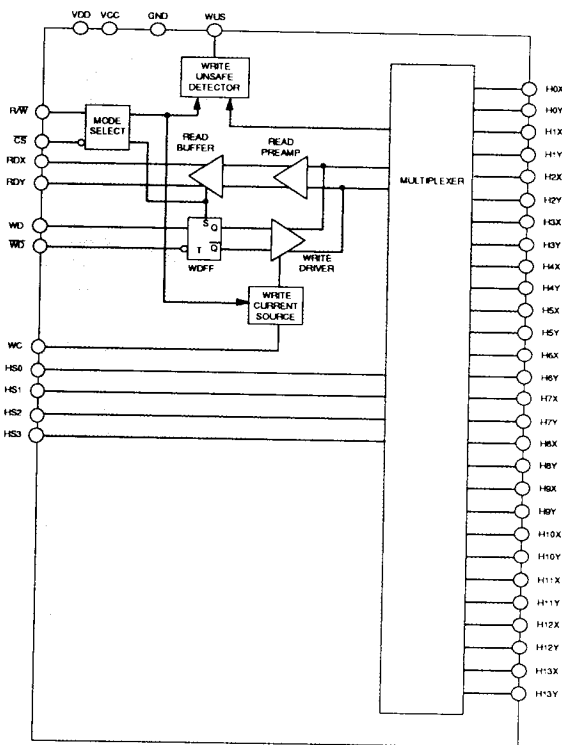 VDD VCC GND WUS
WRITE
UNSAFE
DETECTOR
R/W̅
MODE
SELECT
C̅S̅
RDX
RDY
READ
BUFFER
READ
PREAMP
MULTIPLEXER
WD
W̅D̅
S Q
T Q̅
WDFF
WRITE
DRIVER
WRITE
CURRENT
SOURCE
WC
HS0
HS1
HS2
HS3
H0X
H0Y
H1X
H1Y
H2X
H2Y
H3X
H3Y
H4X
H4Y
H5X
H5Y
H6X
H6Y
H7X
H7Y
H8X
H8Y
H9X
H9Y
H10X
H10Y
H11X
H11Y
H12X
H12Y
H13X
H13Y